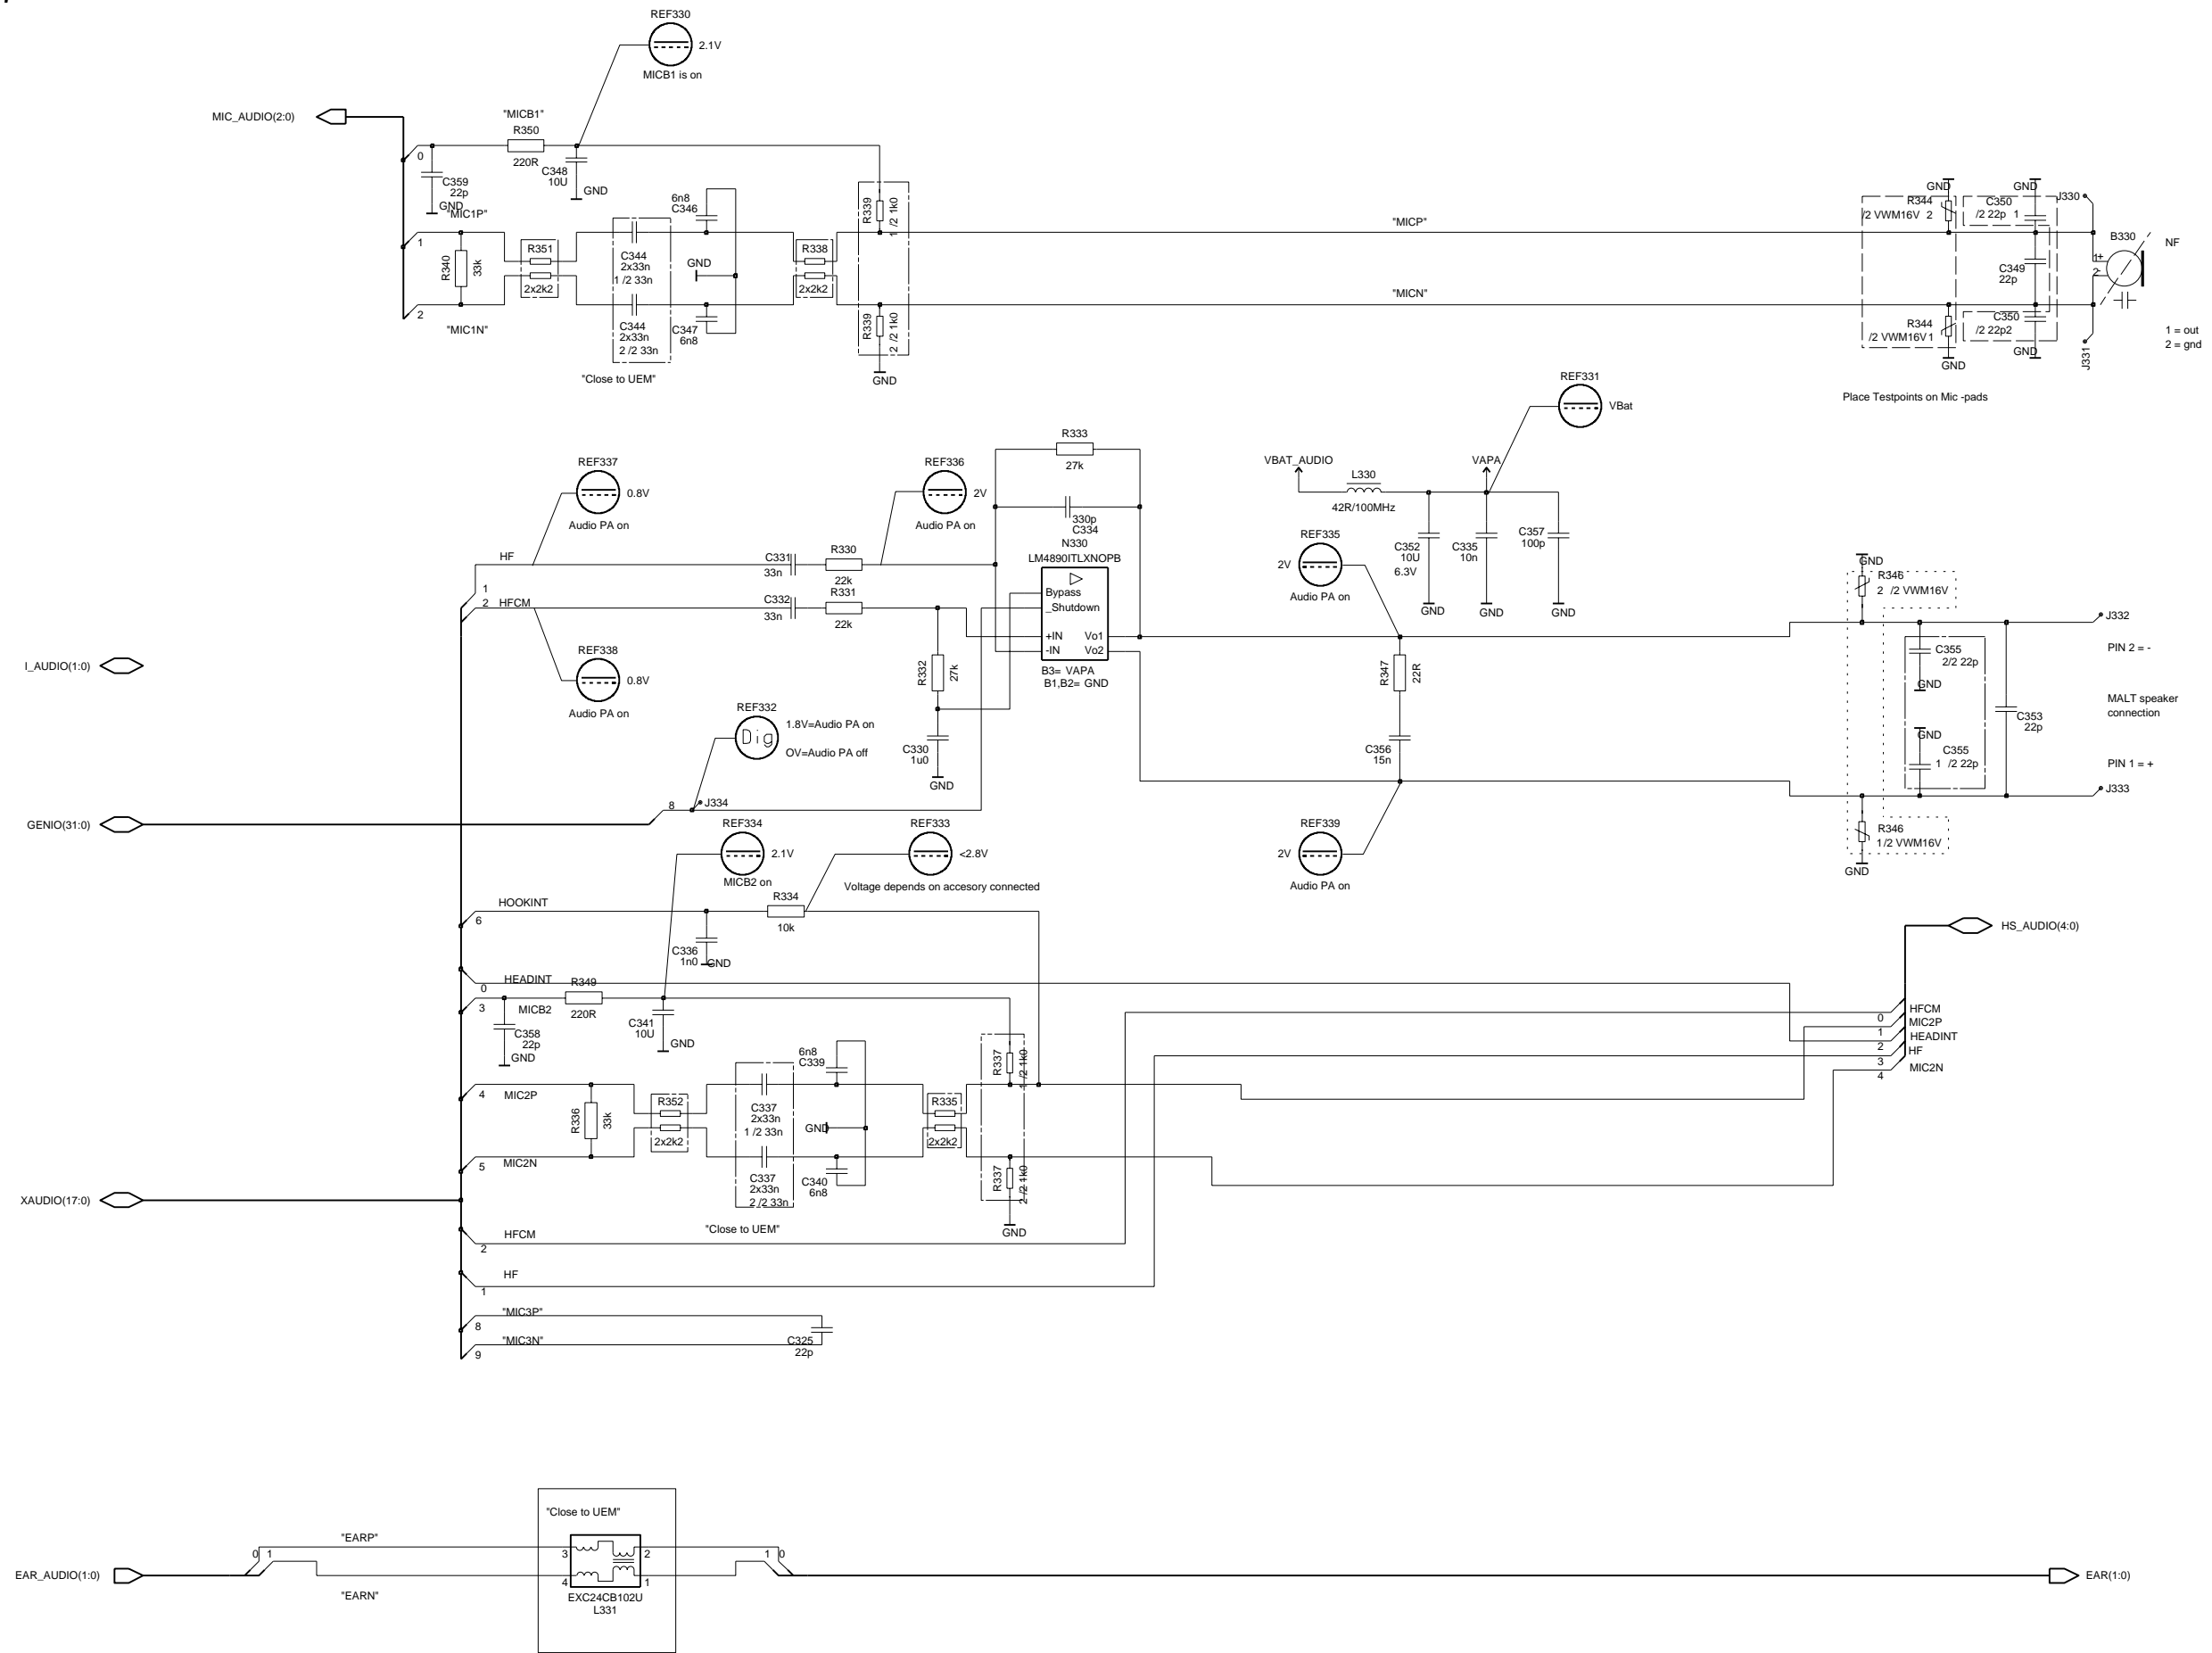 REF330
2.1V
MICB1 is on
MIC_AUDIO(2:0)
"MICB1"
R350
220R
0
C359
22p
GND
C348
10U
GND
"MIC1P"
1
R340
33k
2
"MIC1N"
R351
2x2k2
C344
2x33n
1 /2 33n
C344
2x33n
2 /2 33n
"Close to UEM"
6n8
C346
GND
C347
6n8
R338
2x2k2
R339
1 /2 1k0
R339
2 /2 1k0
GND
"MICP"
"MICN"
GND
R344
/2 VWM16V 2
R344
/2 VWM16V 1
GND
GND
C350
/2 22p 1
C349
22p
C350
/2 22p2
GND
J330
J331
B330
NF
1+
2-
1 = out
2 = gnd
Place Testpoints on Mic -pads
REF331
VBat
REF337
0.8V
Audio PA on
REF336
2V
Audio PA on
R333
27k
330p
C334
N330
LM4890ITLXNOPB
Bypass
_Shutdown
+IN
-IN
Vo1
Vo2
B3= VAPA
B1,B2= GND
HF
1
2
HFCM
C331
33n
R330
22k
C332
33n
R331
22k
VBAT_AUDIO
L330
42R/100MHz
VAPA
C352
10U
6.3V
GND
C335
10n
GND
C357
100p
GND
REF335
2V
Audio PA on
REF338
0.8V
Audio PA on
I_AUDIO(1:0)
R332
27k
C330
1u0
GND
REF332
Dig
1.8V=Audio PA on
OV=Audio PA off
R347
22R
C356
15n
GND
R346
2 /2 VWM16V
C355
2/2 22p
GND
GND
C355
1 /2 22p
C353
22p
J332
PIN 2 = -
MALT speaker
connection
PIN 1 = +
J333
R346
1/2 VWM16V
GND
GENIO(31:0)
8
J334
REF334
2.1V
MICB2 on
REF333
<2.8V
Voltage depends on accesory connected
REF339
2V
Audio PA on
HOOKINT
6
R334
10k
C336
1n0
GND
HEADINT
0
3
MICB2
R349
220R
C358
22p
GND
C341
10U
GND
4
MIC2P
R336
33k
5
MIC2N
R352
2x2k2
C337
2x33n
1 /2 33n
C337
2x33n
2 /2 33n
"Close to UEM"
6n8
C339
GND
C340
6n8
R335
2x2k2
R337
1 /2 1k0
R337
2 /2 1k0
GND
HS_AUDIO(4:0)
HFCM
0
MIC2P
1
HEADINT
2
HF
3
MIC2N
4
XAUDIO(17:0)
HFCM
2
HF
1
"MIC3P"
8
"MIC3N"
9
C325
22p
"Close to UEM"
EAR_AUDIO(1:0)
0 1
"EARP"
"EARN"
3
2
4
1
EXC24CB102U
L331
1 0
EAR(1:0)